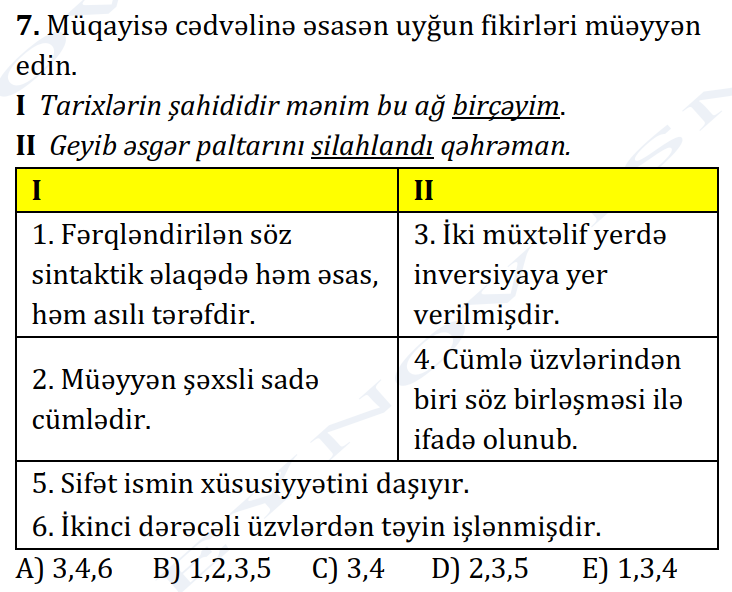 7. Müqayisə cədvəlinə əsasən uyğun fikirləri müəyyən
edin.
I Tarixlərin şahididir mənim bu ağ birçəyim.
II Geyib əsgər paltarını silahlandı qəhrəman.
I
II
1. Fərqləndirilən söz
sintaktik əlaqədə həm əsas,
həm asılı tərəfdir.
3. İki müxtəlif yerdə
inversiyaya yer
verilmişdir.
2. Müəyyən şəxsli sadə
cümlədir.
4. Cümlə üzvlərindən
biri söz birləşməsi ilə
ifadə olunub.
5. Sifət ismin xüsusiyyətini daşıyır.
6. İkinci dərəcəli üzvlərdən təyin işlənmişdir.
A) 3,4,6 B) 1,2,3,5 C) 3,4 D) 2,3,5 E) 1,3,4